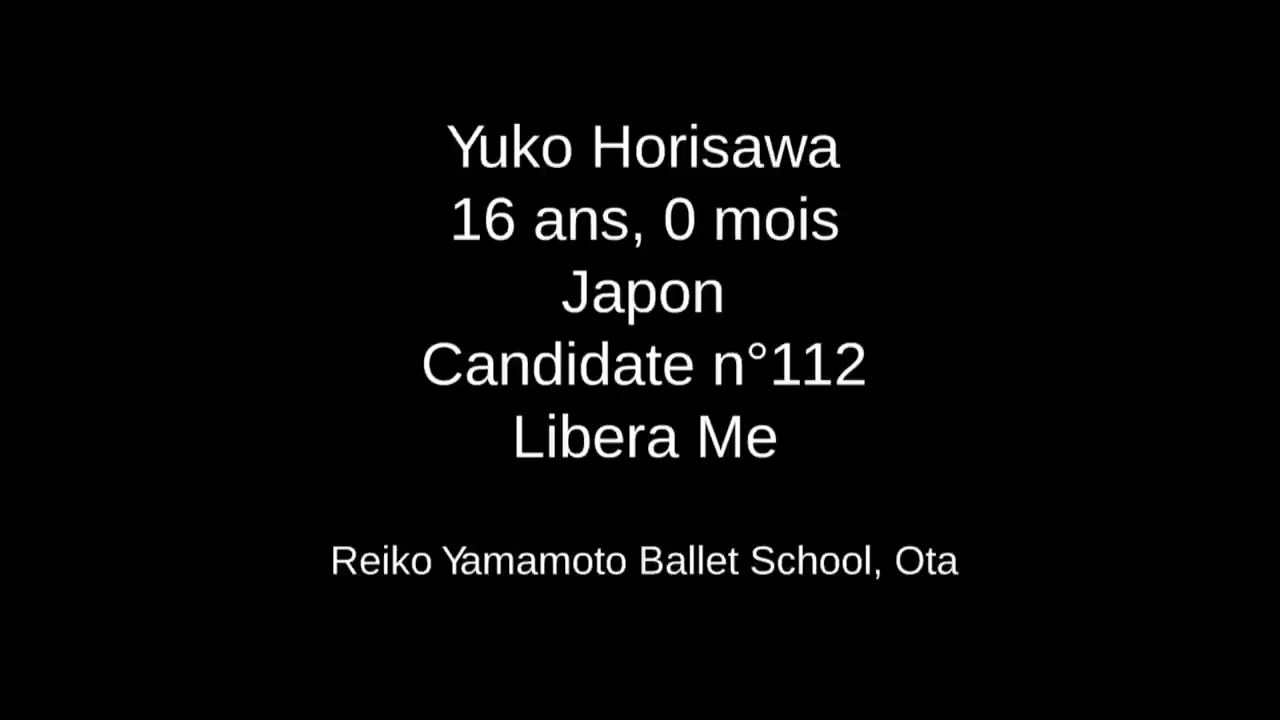 Yuko Horisawa
16 ans, 0 mois
Japon
Candidate n°112
Libera Me
Reiko Yamamoto Ballet School, Ota